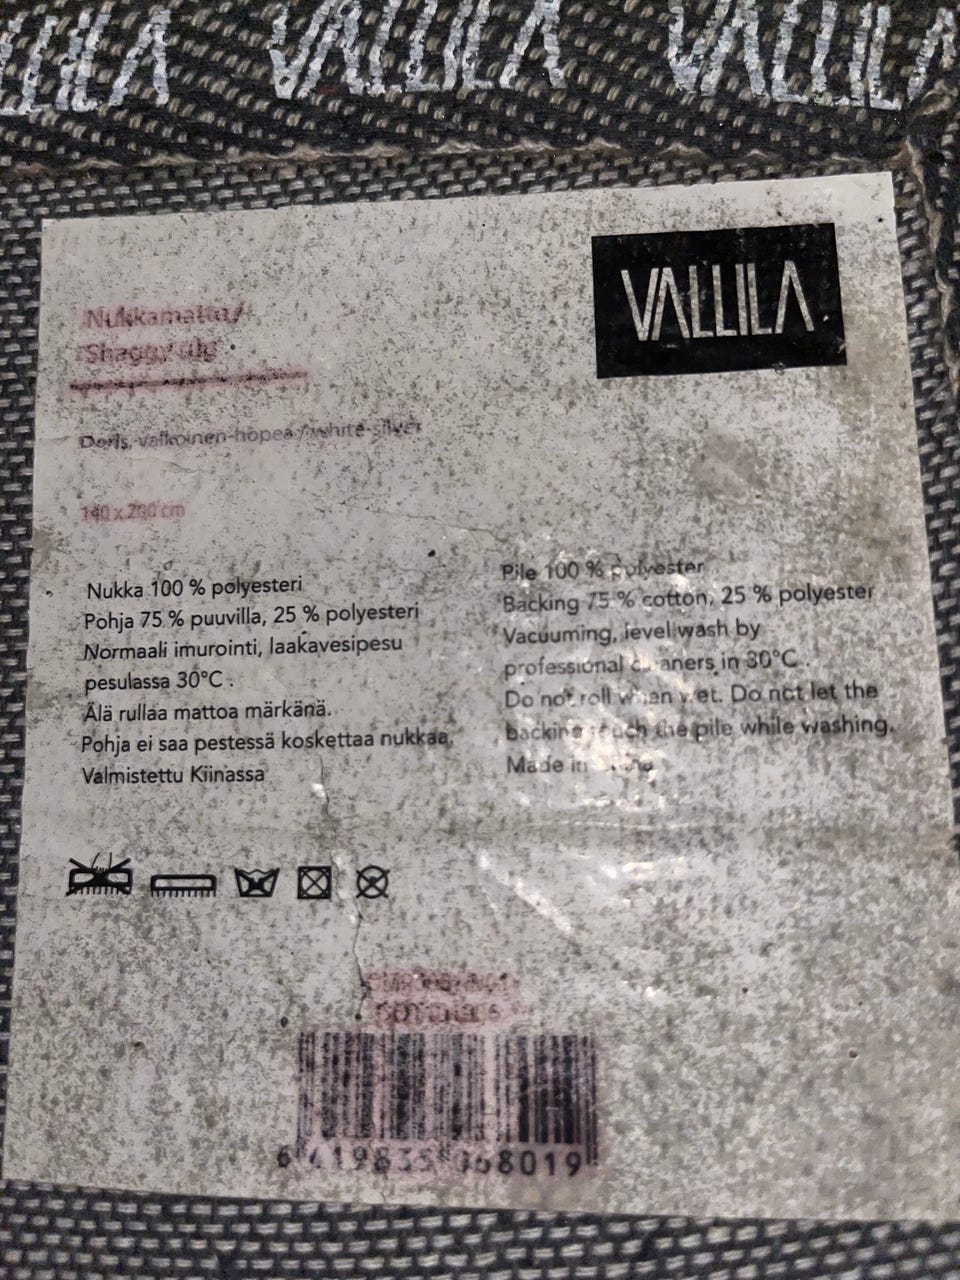 VALLILA VALLILA
VALLILA
Nukkamatto/
Shaggy rug
Doris, valkoinen-hopea / white-silver
140 x 200 cm
Nukka 100 % polyesteri
Pohja 75 % puuvilla, 25 % polyesteri
Normaali imurointi, laakavesipesu
pesulassa 30°C .
Älä rullaa mattoa märkänä.
Pohja ei saa pestessä koskettaa nukkaa.
Valmistettu Kiinassa
Pile 100 % polyester
Backing 75 % cotton, 25 % polyester
Vacuuming, level wash by
professional cleaners in 30°C .
Do not roll when wet. Do not let the
backing touch the pile while washing.
Made in China